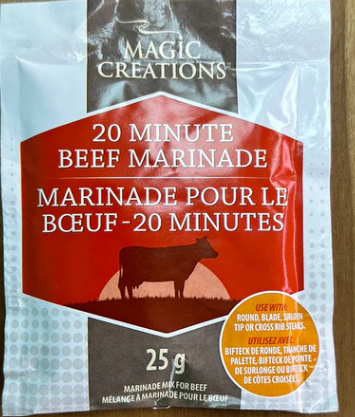 MAGIC
CREATIONS
20 MINUTE
BEEF MARINADE
MARINADE POUR LE
BŒUF - 20 MINUTES
USE WITH:
ROUND, BLADE, SIRLOIN
TIP OR CROSS RIB STEAKS.
UTILISEZ AVEC:
BIFTECK DE RONDE, TRANCHE DE
PALETTE, BIFTECK DE POINTE
DE SURLONGE OU BIFTECK
DE CÔTES CROISÉES
25 g
MARINADE MIX FOR BEEF
MÉLANGE À MARINADE POUR LE BŒUF